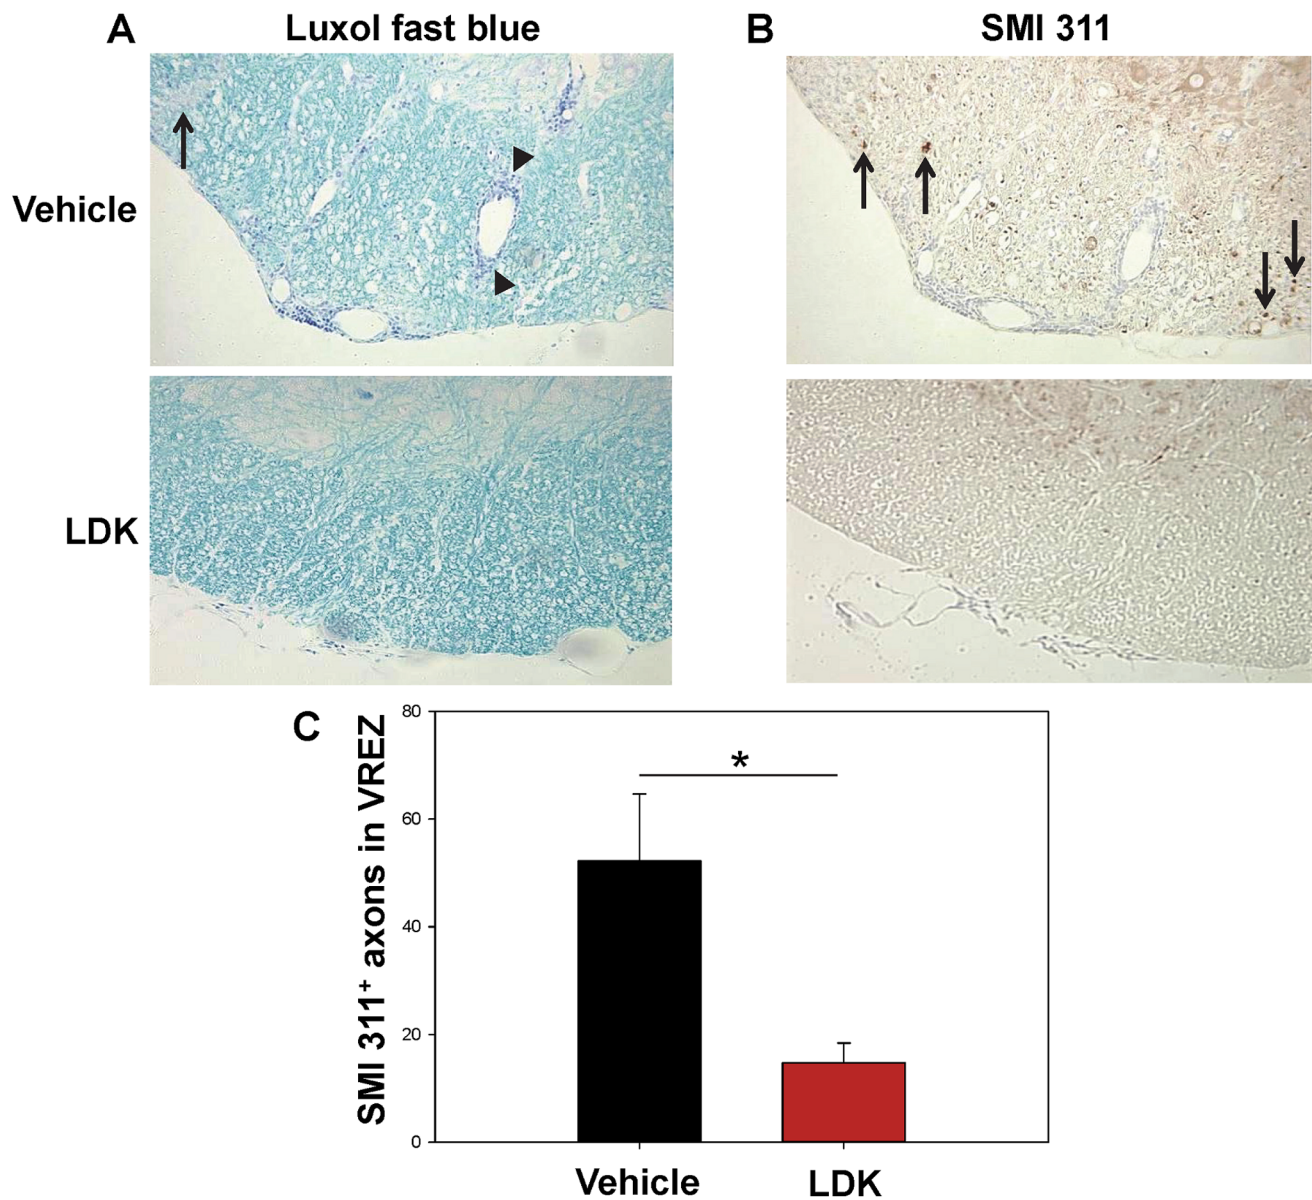 A Luxol fast blue
B SMI 311
Vehicle
LDK
C
SMI 311⁺ axons in VREZ
80
60
40
20
0
*
Vehicle
LDK